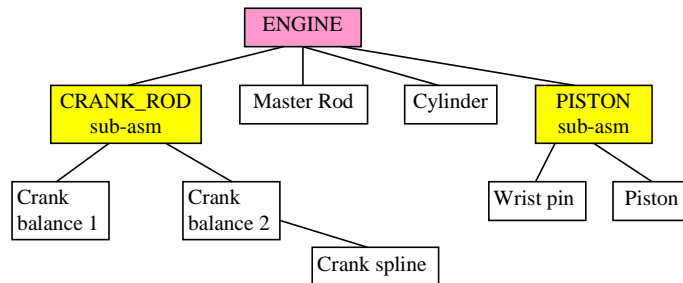 ENGINE
CRANK_ROD
sub-asm
Master Rod
Cylinder
PISTON
sub-asm
Crank
balance 1
Crank
balance 2
Wrist pin
Piston
Crank spline